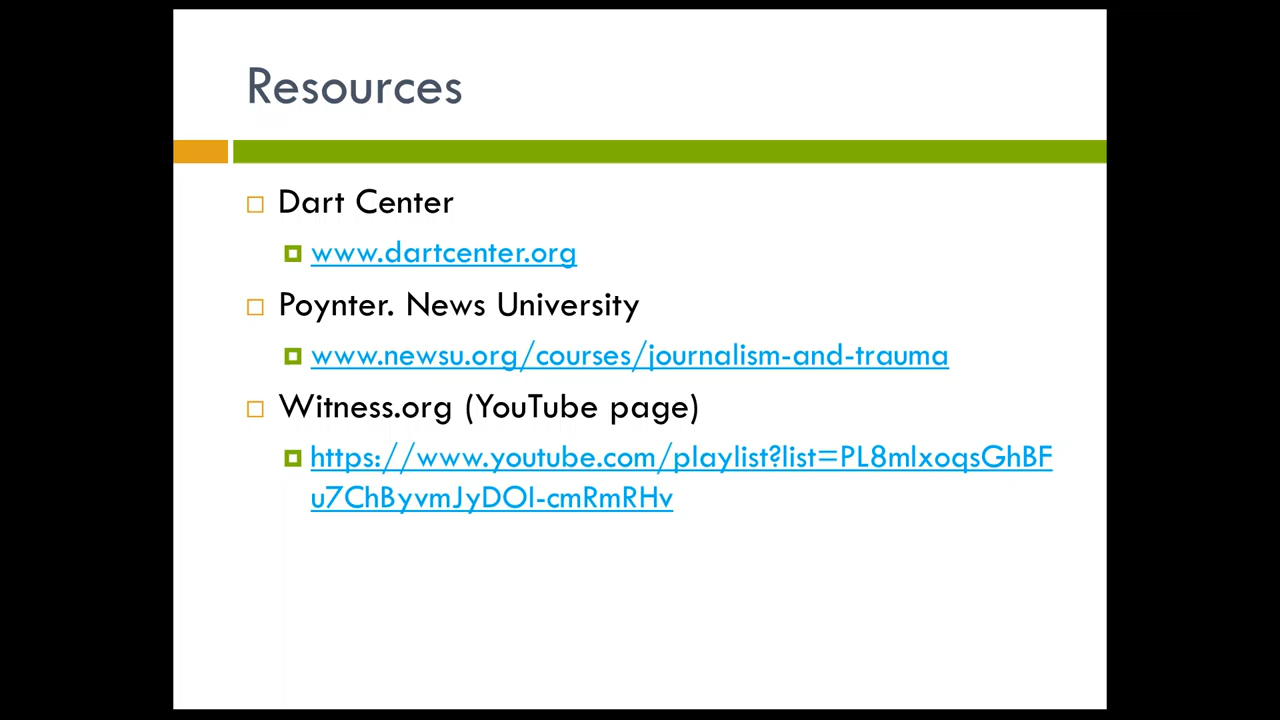 Resources
Dart Center
www.dartcenter.org
Poynter. News University
www.newsu.org/courses/journalism-and-trauma
Witness.org (YouTube page)
https://www.youtube.com/playlist?list=PL8mlxoqsGhBF
u7ChByvmJyDOl-cmRmRHv